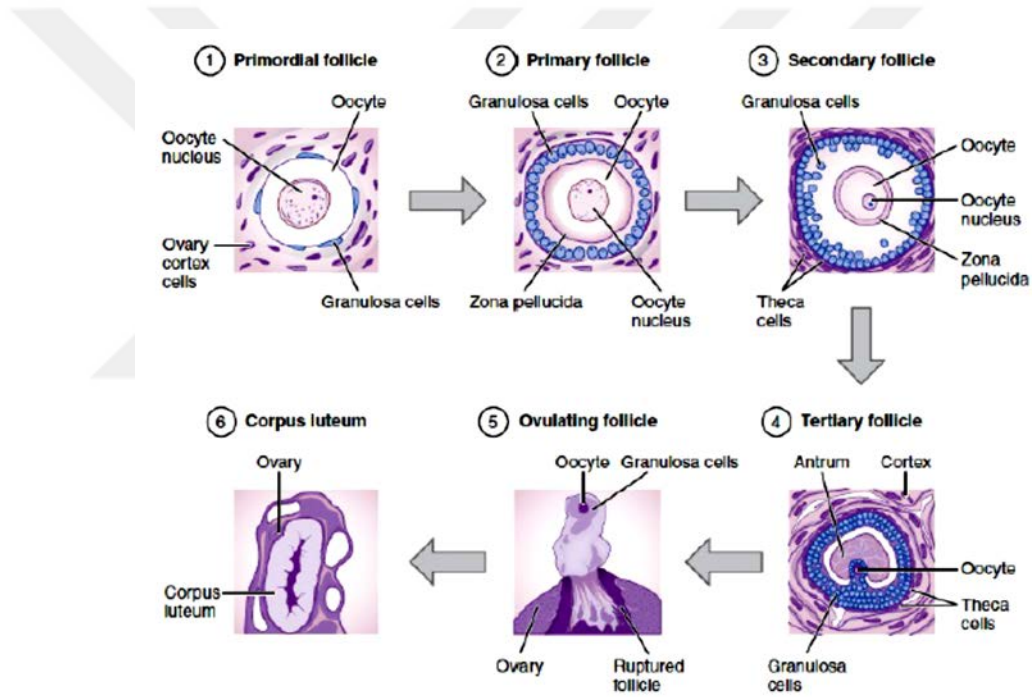 1 Primordial follicle
Oocyte
Oocyte
nucleus
Ovary
cortex
cells
Granulosa cells
2 Primary follicle
Granulosa cells
Oocyte
Zona pellucida
Oocyte
nucleus
3 Secondary follicle
Granulosa cells
Oocyte
Oocyte
nucleus
Zona
pellucida
Theca
cells
6 Corpus luteum
Ovary
Corpus
luteum
5 Ovulating follicle
Oocyte
Granulosa cells
Ovary
Ruptured
follicle
4 Tertiary follicle
Antrum
Cortex
Oocyte
Theca
cells
Granulosa
cells